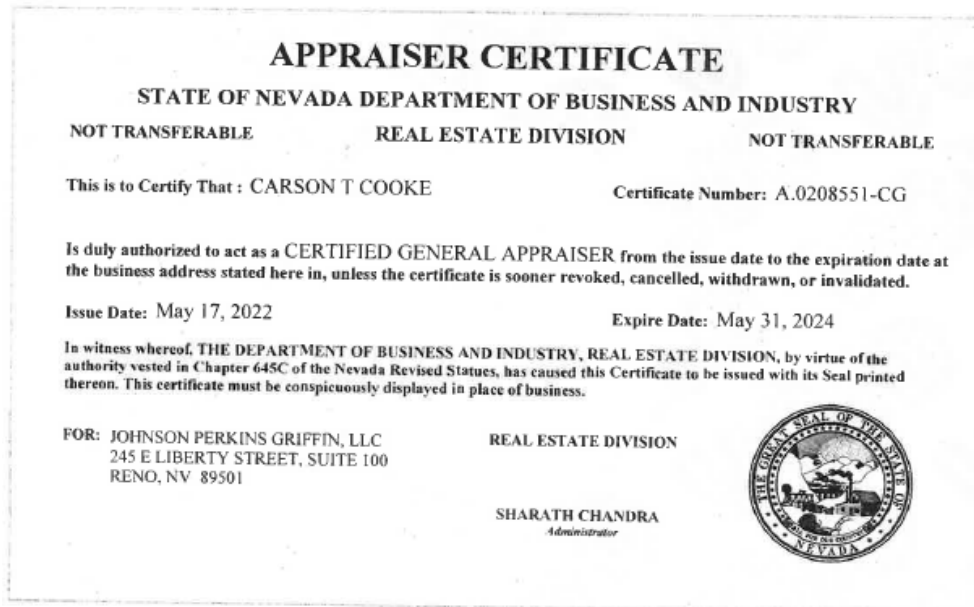 APPRAISER CERTIFICATE
STATE OF NEVADA DEPARTMENT OF BUSINESS AND INDUSTRY
NOT TRANSFERABLE REAL ESTATE DIVISION NOT TRANSFERABLE
This is to Certify That : CARSON T COOKE Certificate Number: A.0208551-CG
Is duly authorized to act as a CERTIFIED GENERAL APPRAISER from the issue date to the expiration date at
the business address stated here in, unless the certificate is sooner revoked, cancelled, withdrawn, or invalidated.
Issue Date: May 17, 2022 Expire Date: May 31, 2024
In witness whereof, THE DEPARTMENT OF BUSINESS AND INDUSTRY, REAL ESTATE DIVISION, by virtue of the
authority vested in Chapter 645C of the Nevada Revised Statues, has caused this Certificate to be issued with its Seal printed
thereon. This certificate must be conspicuously displayed in place of business.
FOR: JOHNSON PERKINS GRIFFIN, LLC REAL ESTATE DIVISION
245 E LIBERTY STREET, SUITE 100
RENO, NV 89501
SHARATH CHANDRA
Administrator
THE GREAT SEAL OF THE STATE OF
NEVADA